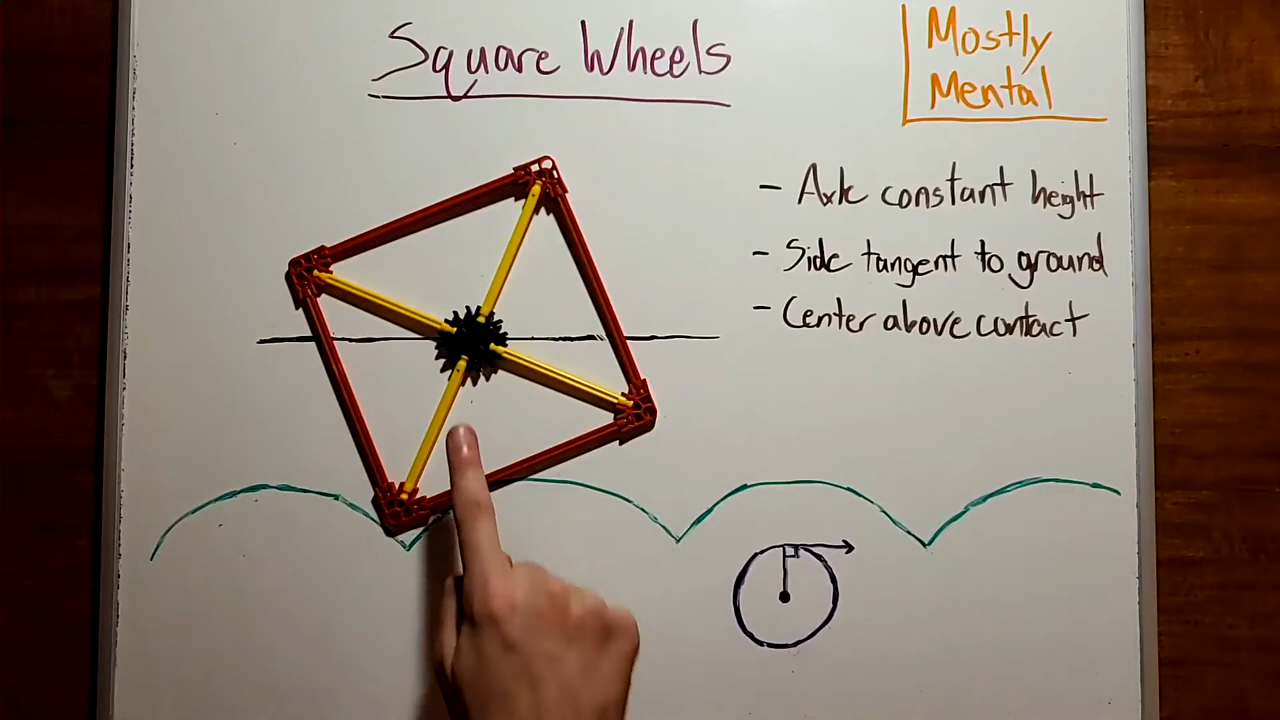 Square Wheels
Mostly
Mental
- Axle constant height
- Side tangent to ground
- Center above contact